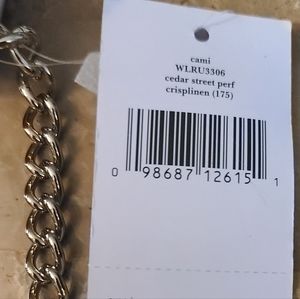 cami
WLRU3306
cedar street perf
crisplinen (175)
0 98687 12615 1